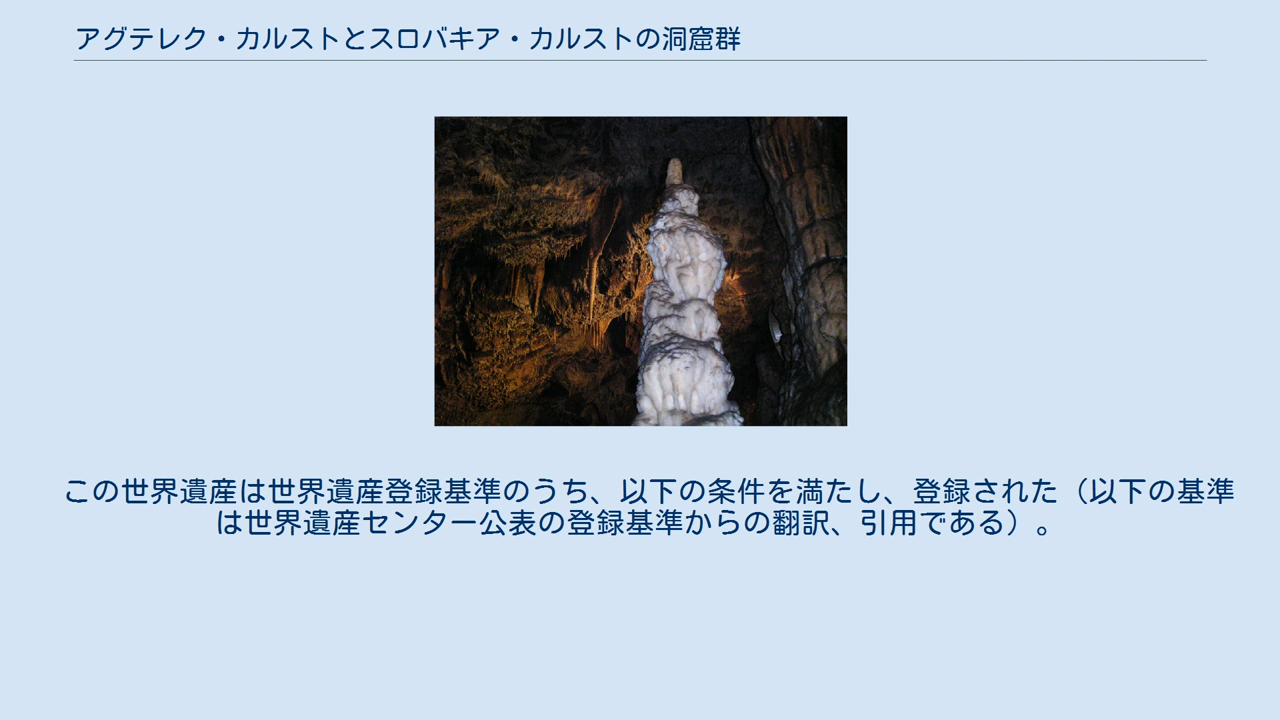 アグテレク・カルストとスロバキア・カルストの洞窟群
この世界遺産は世界遺産登録基準のうち、以下の条件を満たし、登録された（以下の基準
は世界遺産センター公表の登録基準からの翻訳、引用である）。